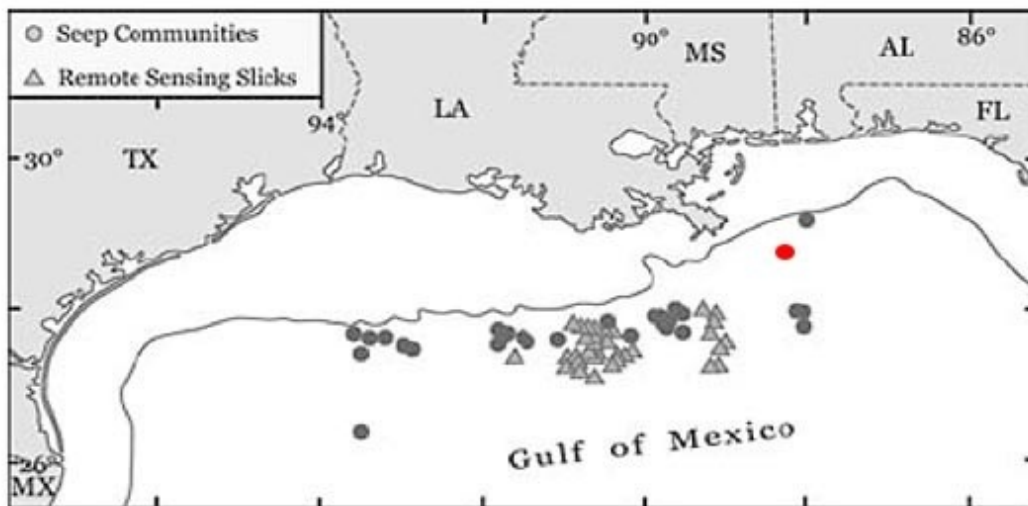 Seep Communities
Remote Sensing Slicks
90°
86°
MS
AL
LA
FL
94°
TX
30°
Gulf of Mexico
26°
MX